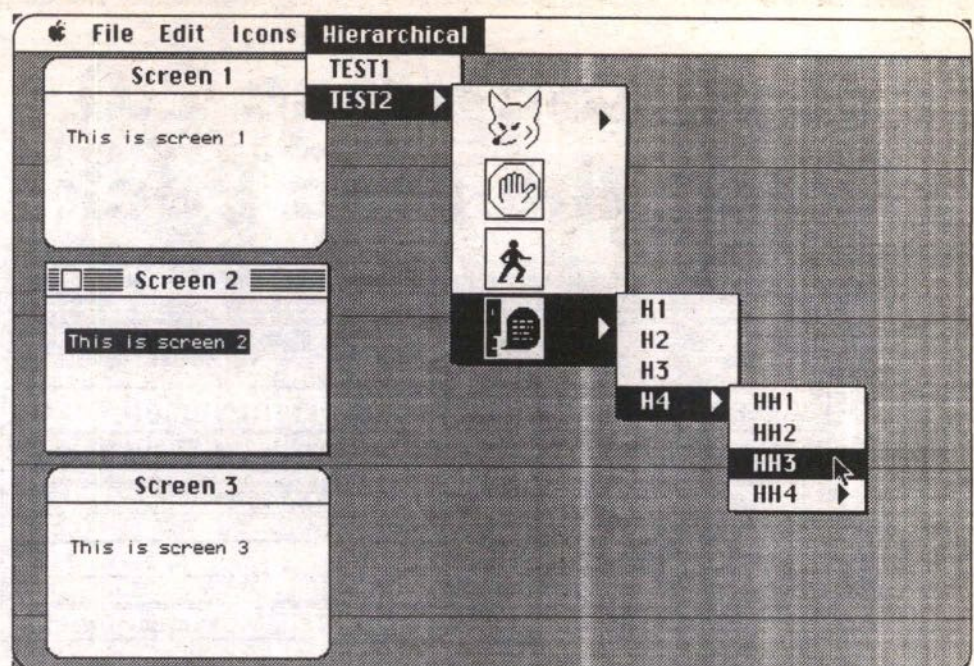 File Edit Icons Hierarchical
TEST1
TEST2
Screen 1
This is screen 1
Screen 2
This is screen 2
Screen 3
This is screen 3
H1
H2
H3
H4
HH1
HH2
HH3
HH4